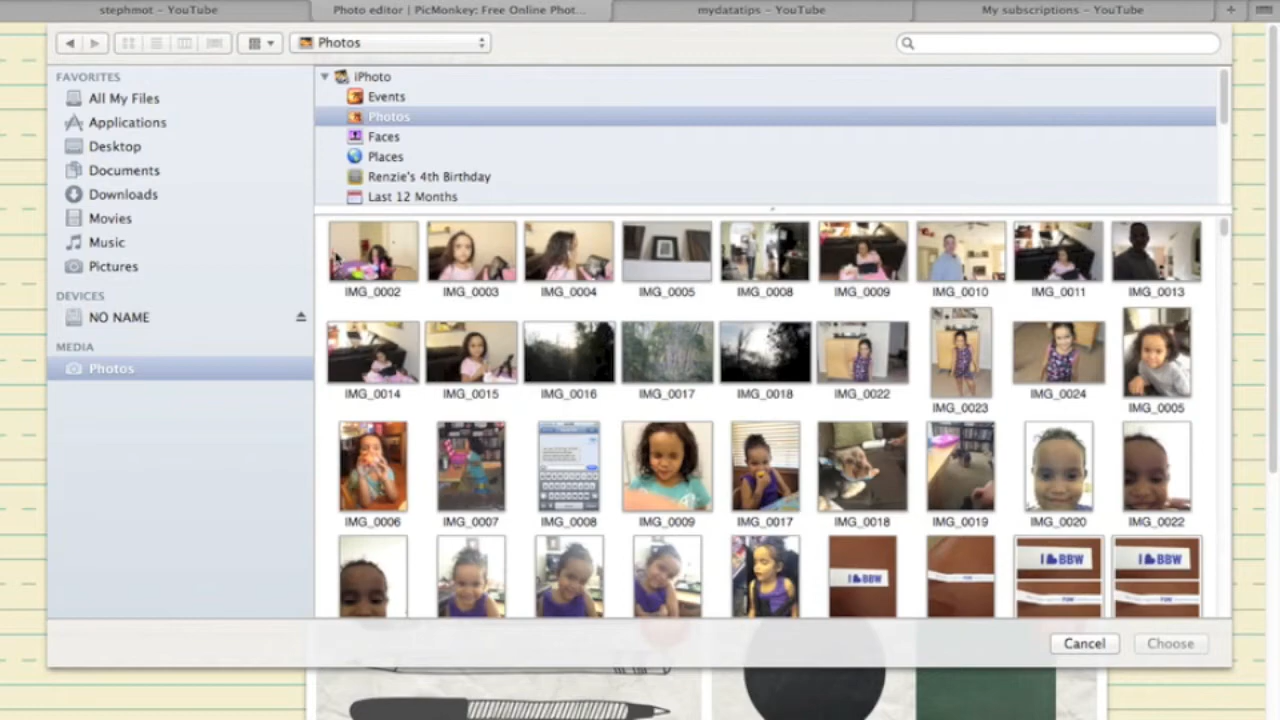 stephmot – YouTube
Photo editor | PicMonkey: Free Online Phot...
mydatatips – YouTube
My subscriptions – YouTube
Photos
FAVORITES
All My Files
Applications
Desktop
Documents
Downloads
Movies
Music
Pictures
DEVICES
NO NAME
MEDIA
Photos
iPhoto
Events
Photos
Faces
Places
Renzie's 4th Birthday
Last 12 Months
IMG_0002 IMG_0003 IMG_0004 IMG_0005 IMG_0008 IMG_0009 IMG_0010 IMG_0011 IMG_0013
IMG_0014 IMG_0015 IMG_0016 IMG_0017 IMG_0018 IMG_0022 IMG_0023 IMG_0024 IMG_0005
IMG_0006 IMG_0007 IMG_0008 IMG_0009 IMG_0017 IMG_0018 IMG_0019 IMG_0020 IMG_0022
I BBW I BBW I BBW
Cancel Choose